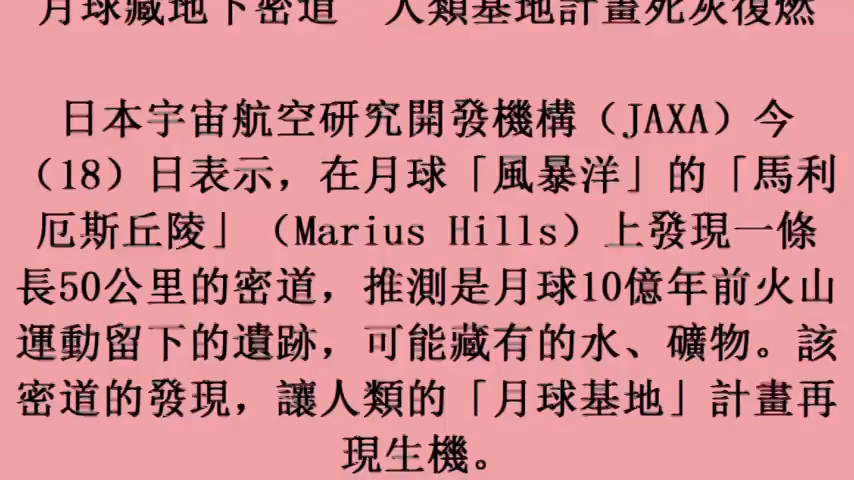 月球藏地下密道 人類基地計畫死灰復燃
日本宇宙航空研究開發機構（JAXA）今
（18）日表示，在月球「風暴洋」的「馬利
厄斯丘陵」（Marius Hills）上發現一條
長50公里的密道，推測是月球10億年前火山
運動留下的遺跡，可能藏有的水、礦物。該
密道的發現，讓人類的「月球基地」計畫再
現生機。